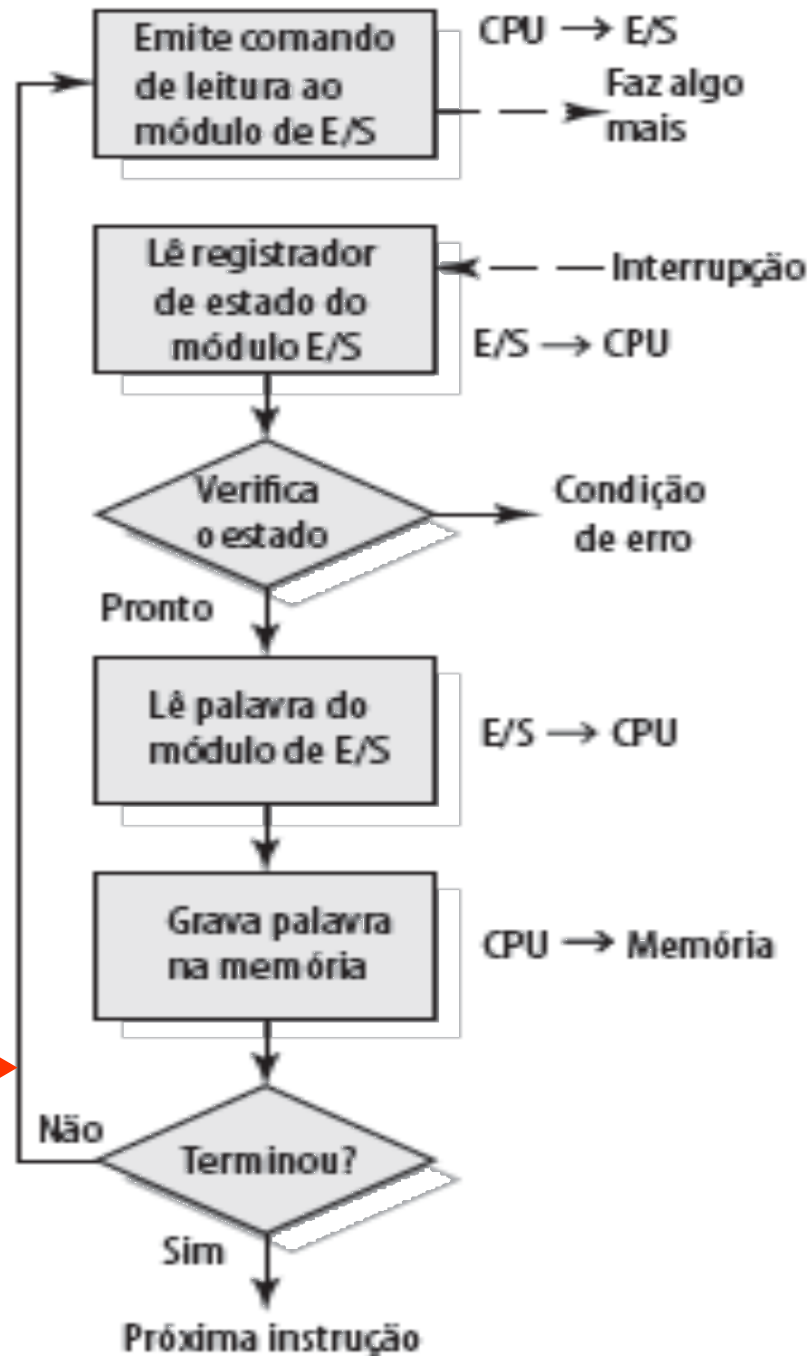 Emite comando
de leitura ao
módulo de E/S
CPU → E/S
Faz algo
mais
Lê registrador
de estado do
módulo E/S
Interrupção
E/S → CPU
Verifica
o estado
Condição
de erro
Pronto
Lê palavra do
módulo de E/S
E/S → CPU
Grava palavra
na memória
CPU → Memória
Não
Terminou?
Sim
Próxima instrução